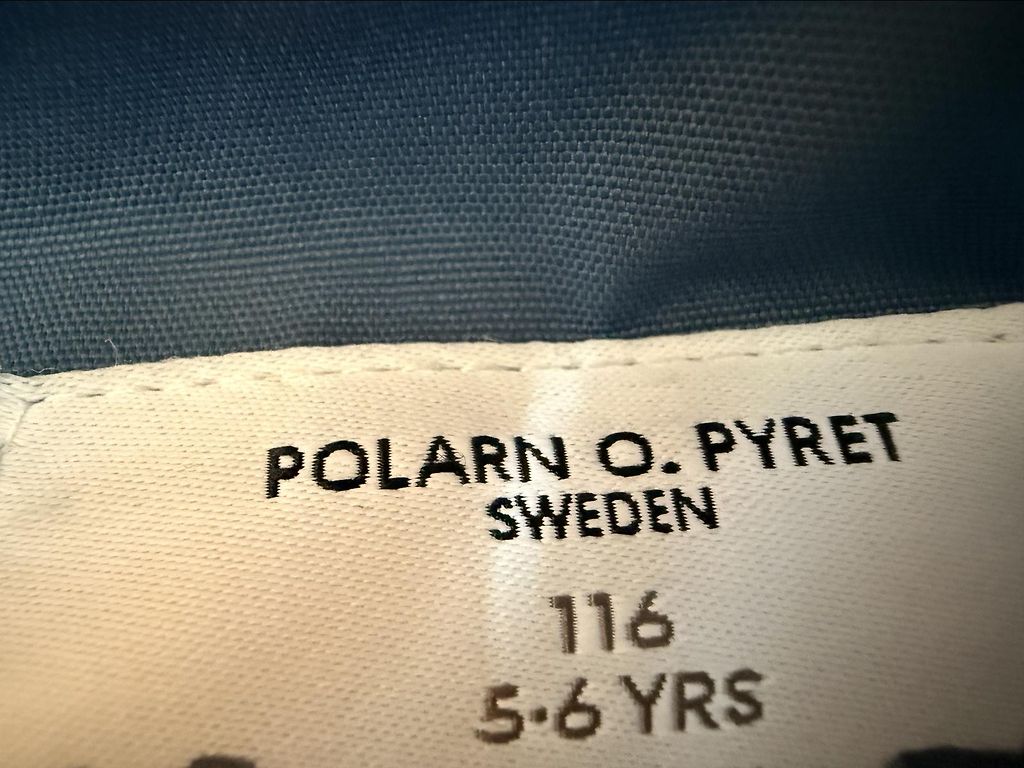 POLARN O. PYRET
SWEDEN
116
5-6 YRS